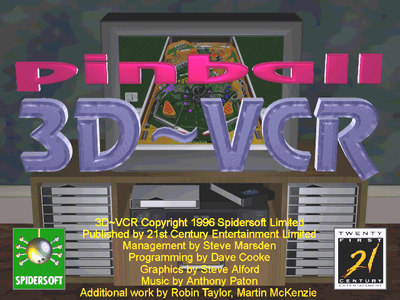 pinball
3D~VCR
3D~VCR Copyright 1996 Spidersoft Limited
Published by 21st Century Entertainment Limited
Management by Steve Marsden
Programming by Dave Cooke
Graphics by Steve Alford
Music by Anthony Paton
Additional work by Robin Taylor, Martin McKenzie
SPIDERSOFT
TWENTY
FIRST
21
CENTURY
ENTERTAINMENT